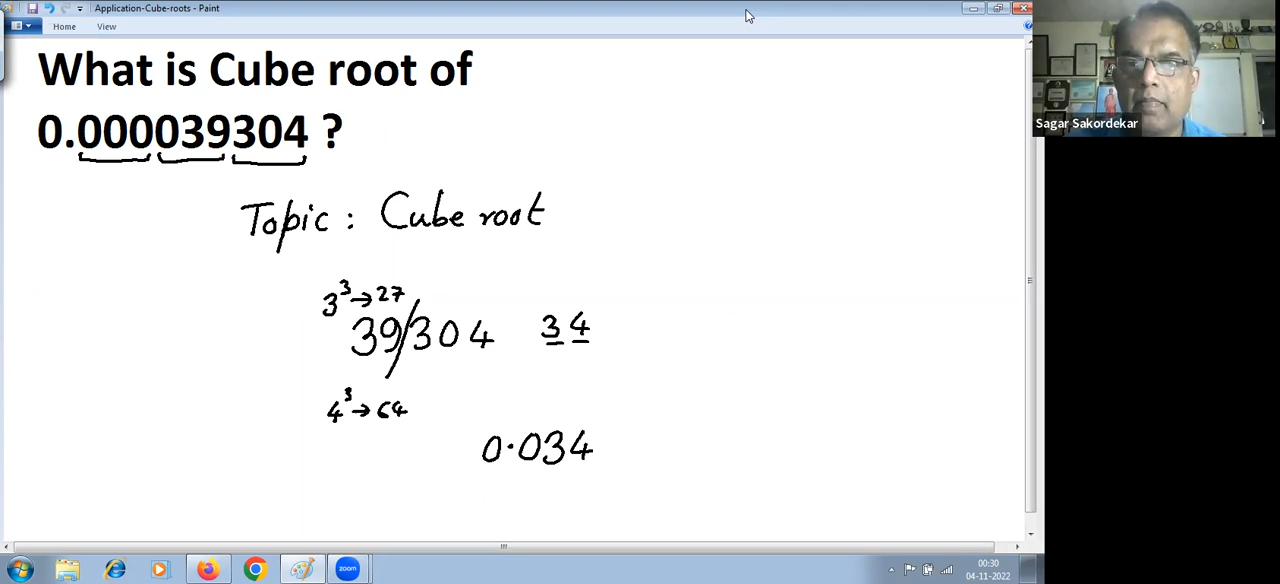 Application-Cube-roots - Paint
Home View
What is Cube root of
0.000039304 ?
Sagar Sakordekar
Topic : Cube root
3³→27
39/304 34
4³→64
0.034
zoom
00:30
04-11-2022